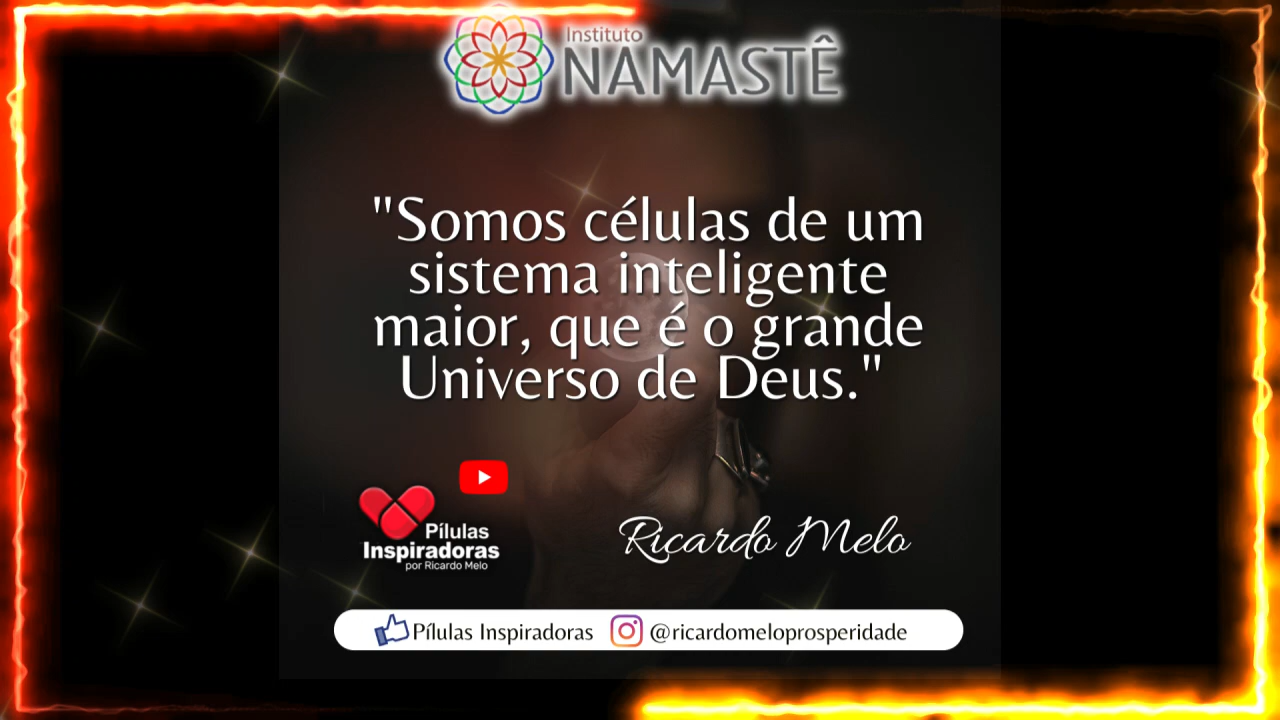 Instituto
NAMASTÊ
"Somos células de um
sistema inteligente
maior, que é o grande
Universo de Deus."
Pílulas
Inspiradoras
por Ricardo Melo
Ricardo Melo
Pílulas Inspiradoras @ricardomeloprosperidade